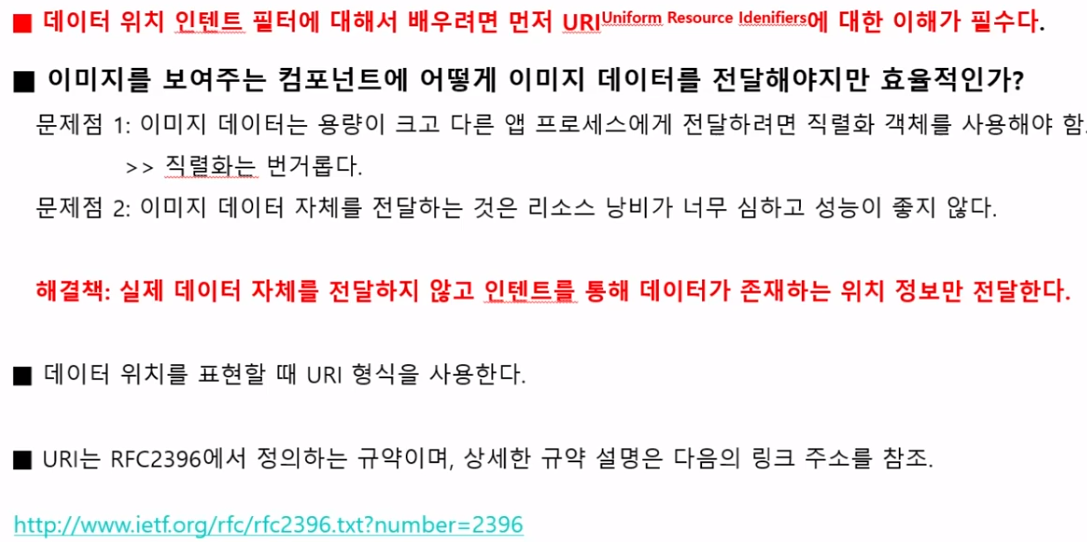 ■ 데이터 위치 인텐트 필터에 대해서 배우려면 먼저 URI Uniform Resource Idenifiers에 대한 이해가 필수다.
■ 이미지를 보여주는 컴포넌트에 어떻게 이미지 데이터를 전달해야지만 효율적인가?
문제점 1: 이미지 데이터는 용량이 크고 다른 앱 프로세스에게 전달하려면 직렬화 객체를 사용해야 함.
>> 직렬화는 번거롭다.
문제점 2: 이미지 데이터 자체를 전달하는 것은 리소스 낭비가 너무 심하고 성능이 좋지 않다.
해결책: 실제 데이터 자체를 전달하지 않고 인텐트를 통해 데이터가 존재하는 위치 정보만 전달한다.
■ 데이터 위치를 표현할 때 URI 형식을 사용한다.
■ URI는 RFC2396에서 정의하는 규약이며, 상세한 규약 설명은 다음의 링크 주소를 참조.
http://www.ietf.org/rfc/rfc2396.txt?number=2396